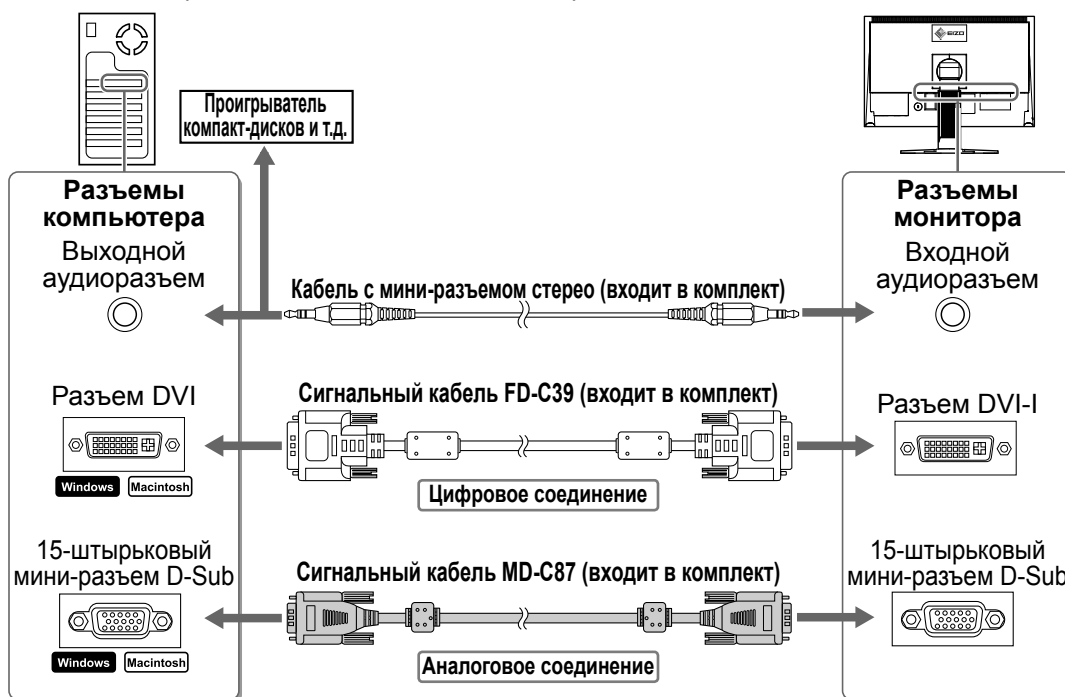 EIZO
Проигрыватель
компакт-дисков и т.д.
Разъемы
компьютера
Выходной
аудиоразъем
Разъемы
монитора
Входной
аудиоразъем
Кабель с мини-разъемом стерео (входит в комплект)
Разъем DVI
Windows Macintosh
Сигнальный кабель FD-C39 (входит в комплект)
Цифровое соединение
Разъем DVI-I
15-штырьковый
мини-разъем D-Sub
Windows Macintosh
Сигнальный кабель MD-C87 (входит в комплект)
Аналоговое соединение
15-штырьковый
мини-разъем D-Sub